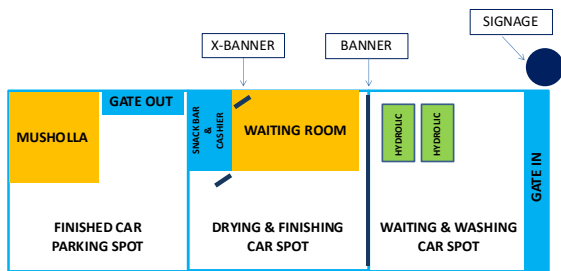 SIGNAGE
X-BANNER
BANNER
GATE OUT
MUSHOLLA
SNACK BAR
&
CASHIER
WAITING ROOM
HYDROLIC
HYDROLIC
GATE IN
FINISHED CAR
PARKING SPOT
DRYING & FINISHING
CAR SPOT
WAITING & WASHING
CAR SPOT